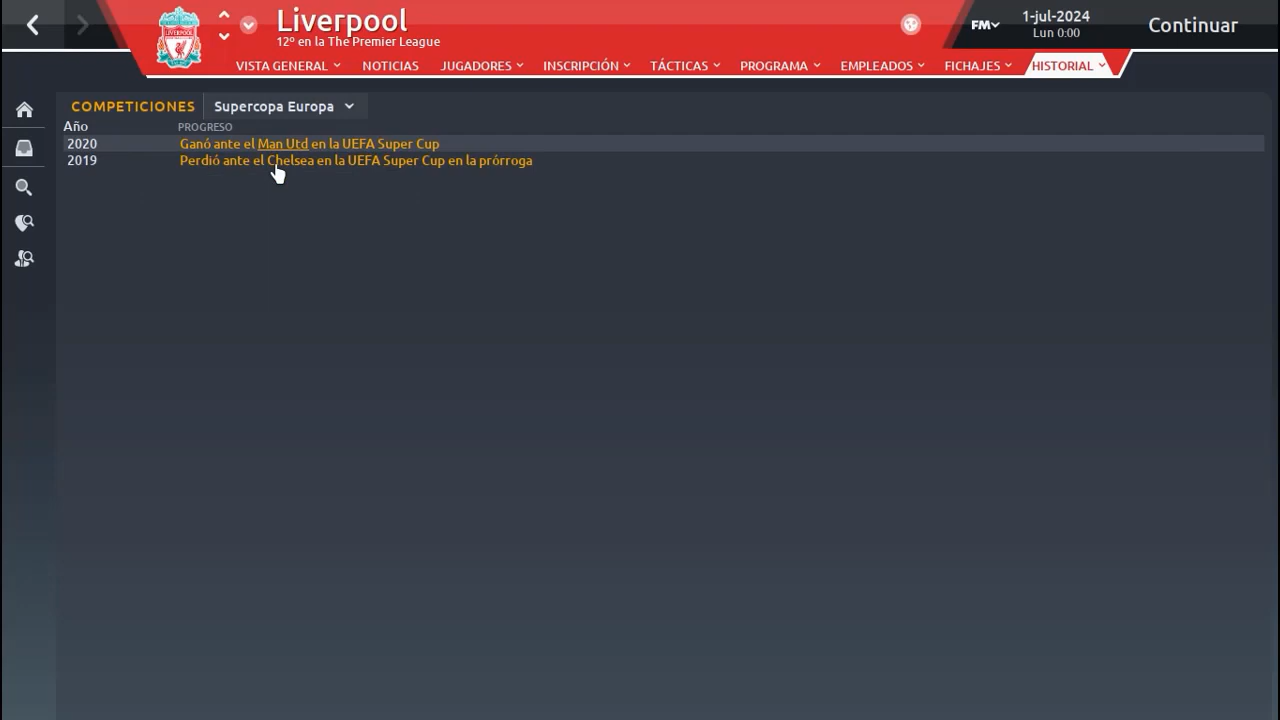 Liverpool
12º en la The Premier League
FM
1-jul-2024
Lun 0:00
Continuar
VISTA GENERAL NOTICIAS JUGADORES INSCRIPCIÓN TÁCTICAS PROGRAMA EMPLEADOS FICHAJES HISTORIAL
COMPETICIONES Supercopa Europa
Año PROGRESO
2020 Ganó ante el Man Utd en la UEFA Super Cup
2019 Perdió ante el Chelsea en la UEFA Super Cup en la prórroga